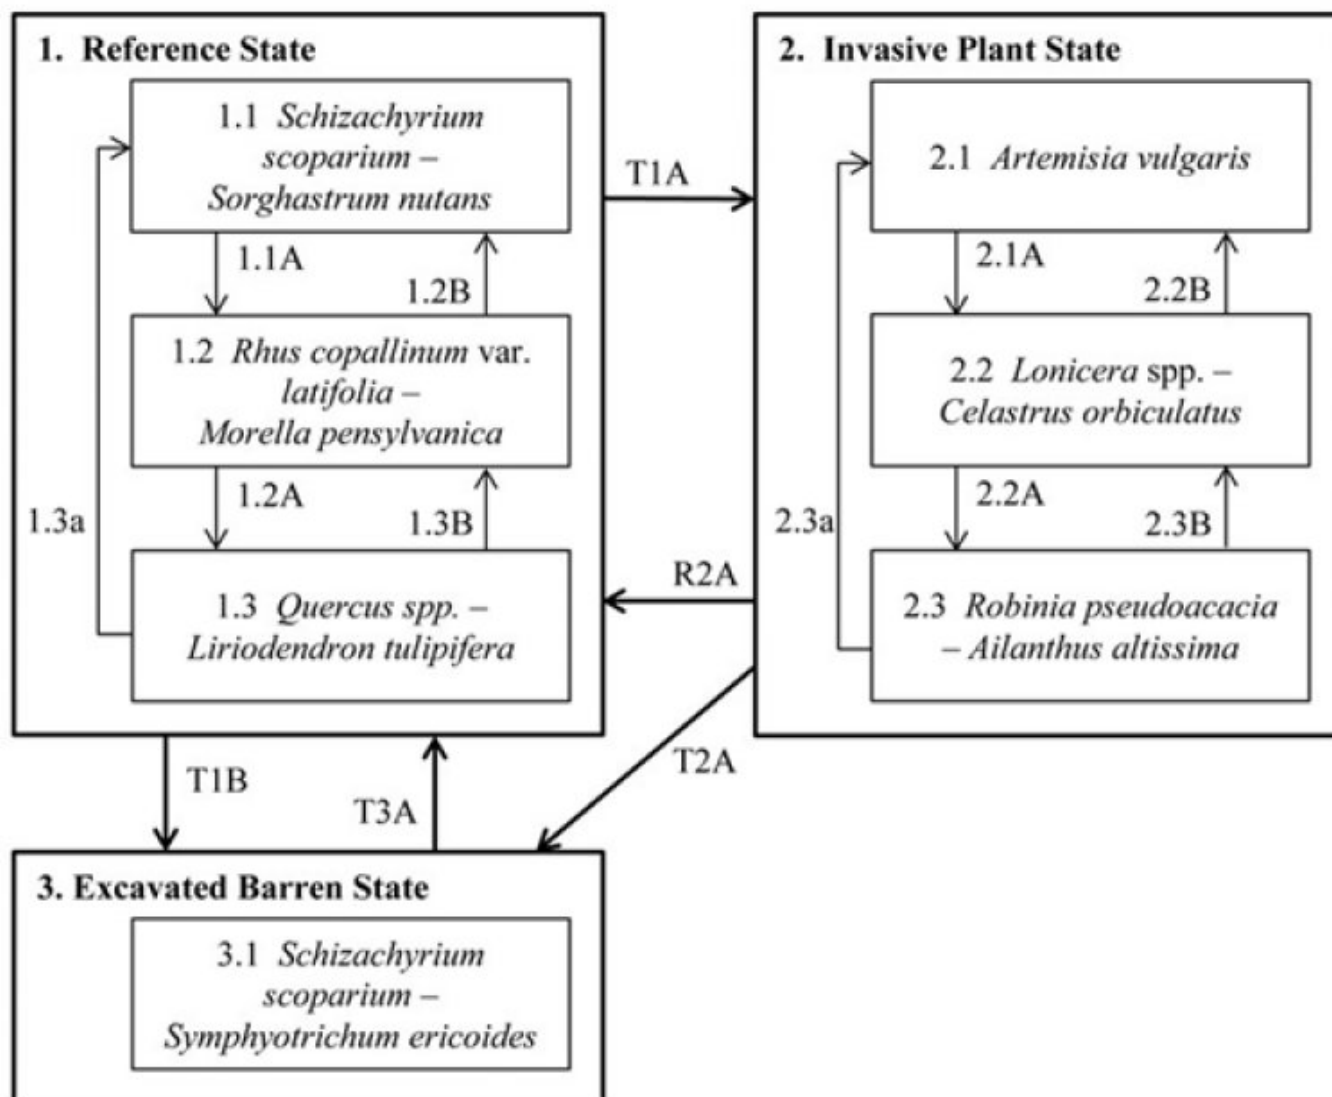 1. Reference State
1.1 Schizachyrium
scoparium –
Sorghastrum nutans
1.1A
1.2B
1.2 Rhus copallinum var.
latifolia –
Morella pensylvanica
1.2A
1.3B
1.3a
1.3 Quercus spp. –
Liriodendron tulipifera
T1A
R2A
2. Invasive Plant State
2.1 Artemisia vulgaris
2.1A
2.2B
2.2 Lonicera spp. –
Celastrus orbiculatus
2.2A
2.3B
2.3a
2.3 Robinia pseudoacacia
– Ailanthus altissima
T1B
T3A
T2A
3. Excavated Barren State
3.1 Schizachyrium
scoparium –
Symphyotrichum ericoides